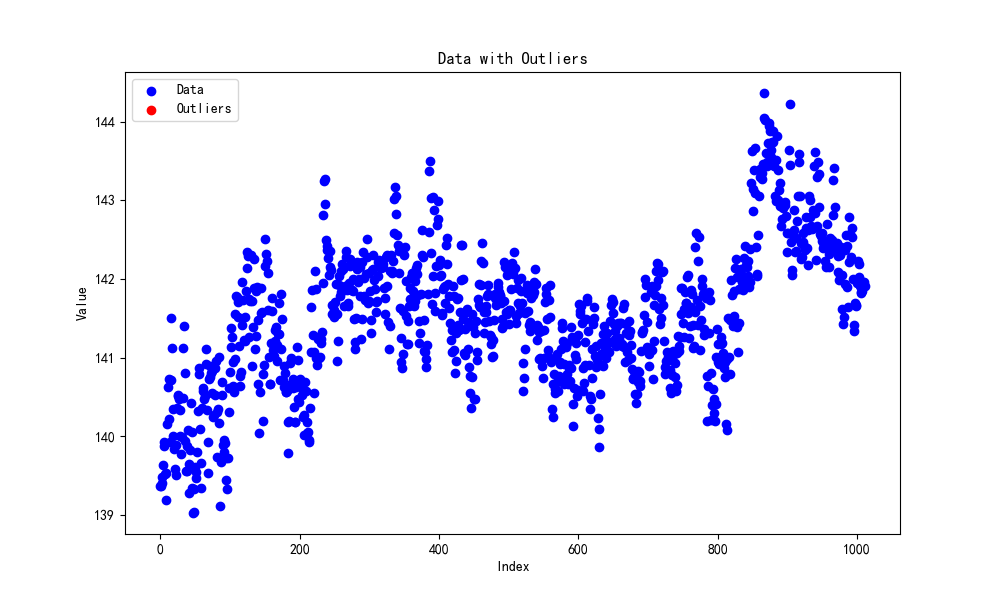 Data with Outliers
Data
Outliers
144
143
142
141
140
139
Value
0 200 400 600 800 1000
Index